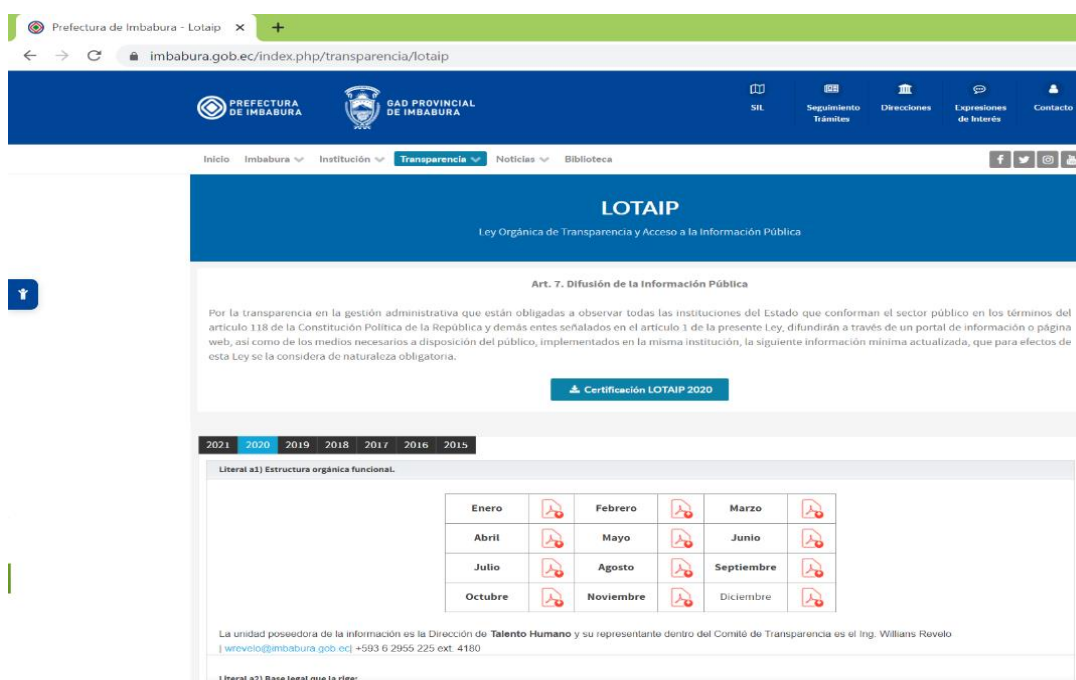 Prefectura de Imbabura - Lotaip
imbabura.gob.ec/index.php/transparencia/lotaip
PREFECTURA
DE IMBABURA
GAD PROVINCIAL
DE IMBABURA
SIL
Seguimiento
Trámites
Direcciones
Expresiones
de Interés
Contacto
Inicio Imbabura Institución Transparencia Noticias Biblioteca
LOTAIP
Ley Orgánica de Transparencia y Acceso a la Información Pública
Art. 7. Difusión de la Información Pública
Por la transparencia en la gestión administrativa que están obligadas a observar todas las instituciones del Estado que conforman el sector público en los términos del
artículo 118 de la Constitución Política de la República y demás entes señalados en el artículo 1 de la presente Ley, difundirán a través de un portal de información o página
web, así como de los medios necesarios a disposición del público, implementados en la misma institución, la siguiente información mínima actualizada, que para efectos de
esta Ley se la considera de naturaleza obligatoria.
Certificación LOTAIP 2020
2021 2020 2019 2018 2017 2016 2015
Literal a1) Estructura orgánica funcional.
Enero Febrero Marzo
Abril Mayo Junio
Julio Agosto Septiembre
Octubre Noviembre Diciembre
La unidad poseedora de la información es la Dirección de Talento Humano y su representante dentro del Comité de Transparencia es el Ing. Willians Revelo
| wrevelo@imbabura.gob.ec| +593 6 2955 225 ext. 4180
Literal a2) Base legal que la rige: